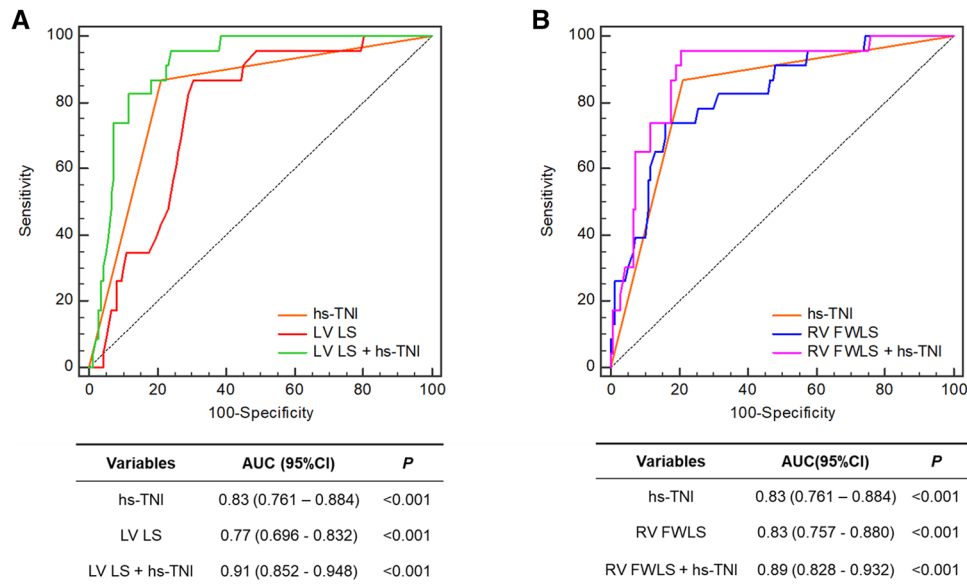 A
Sensitivity
100
80
60
40
20
0
0 20 40 60 80 100
100-Specificity
hs-TNI
LV LS
LV LS + hs-TNI
Variables AUC (95%CI) P
hs-TNI 0.83 (0.761 – 0.884) <0.001
LV LS 0.77 (0.696 - 0.832) <0.001
LV LS + hs-TNI 0.91 (0.852 - 0.948) <0.001
B
Sensitivity
100
80
60
40
20
0
0 20 40 60 80 100
100-Specificity
hs-TNI
RV FWLS
RV FWLS + hs-TNI
Variables AUC(95%CI) P
hs-TNI 0.83 (0.761 - 0.884) <0.001
RV FWLS 0.83 (0.757 - 0.880) <0.001
RV FWLS + hs-TNI 0.89 (0.828 - 0.932) <0.001